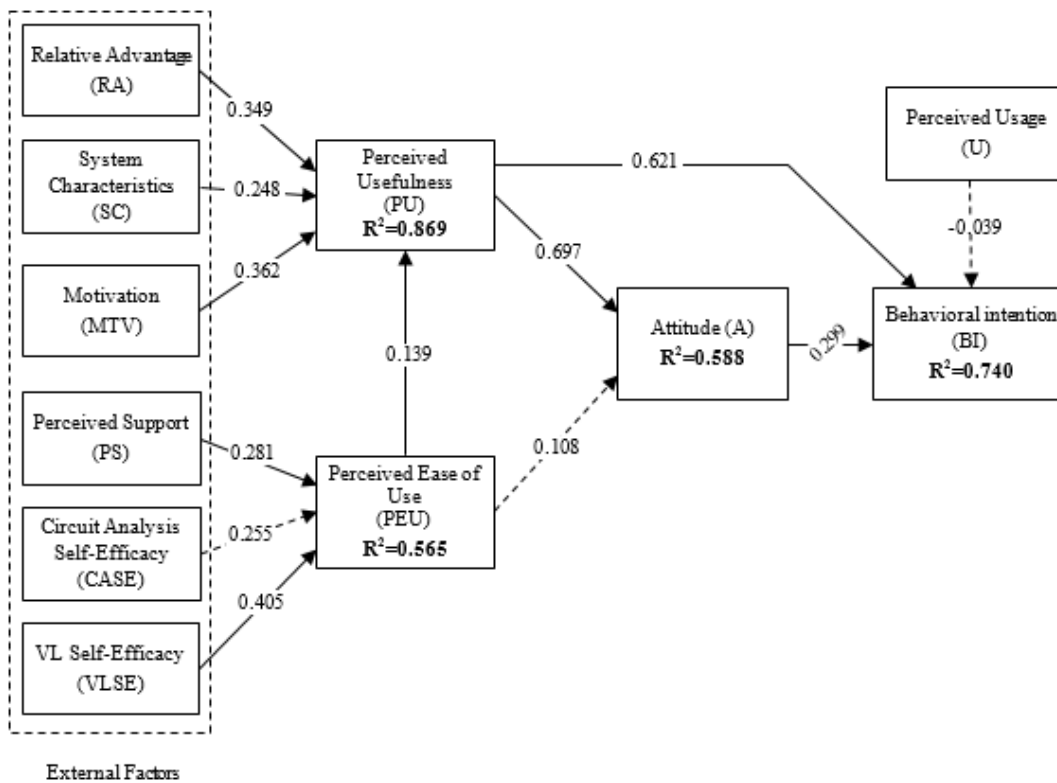 Relative Advantage
(RA)
System
Characteristics
(SC)
Motivation
(MTV)
Perceived Support
(PS)
Circuit Analysis
Self-Efficacy
(CASE)
VL Self-Efficacy
(VLSE)
External Factors
0.349
0.248
0.362
0.281
0.255
0.405
Perceived
Usefulness
(PU)
R²=0.869
0.139
Perceived Ease of
Use
(PEU)
R²=0.565
0.621
0.697
0.108
Attitude (A)
R²=0.588
0.299
Perceived Usage
(U)
-0.039
Behavioral intention
(BI)
R²=0.740